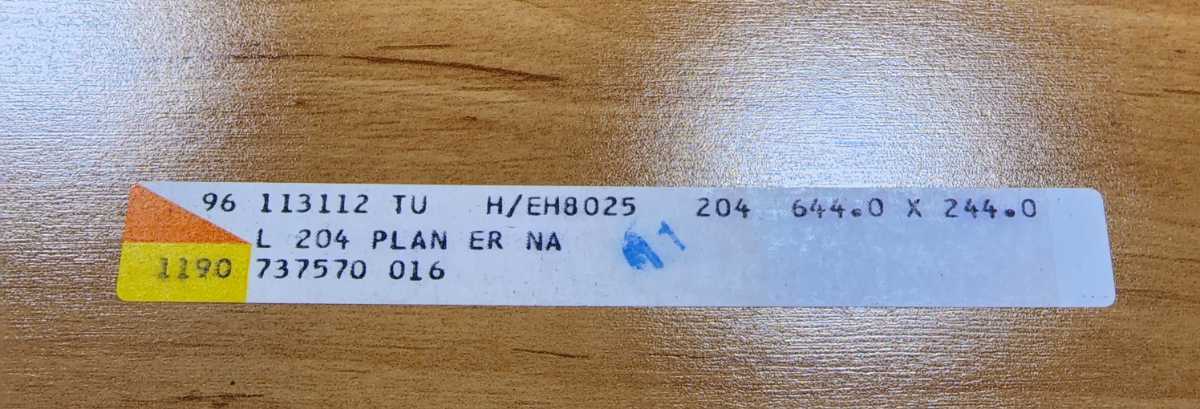 96 113112 TU H/EH8025 204 644.0 X 244.0
L 204 PLAN ER NA
1190 737570 016